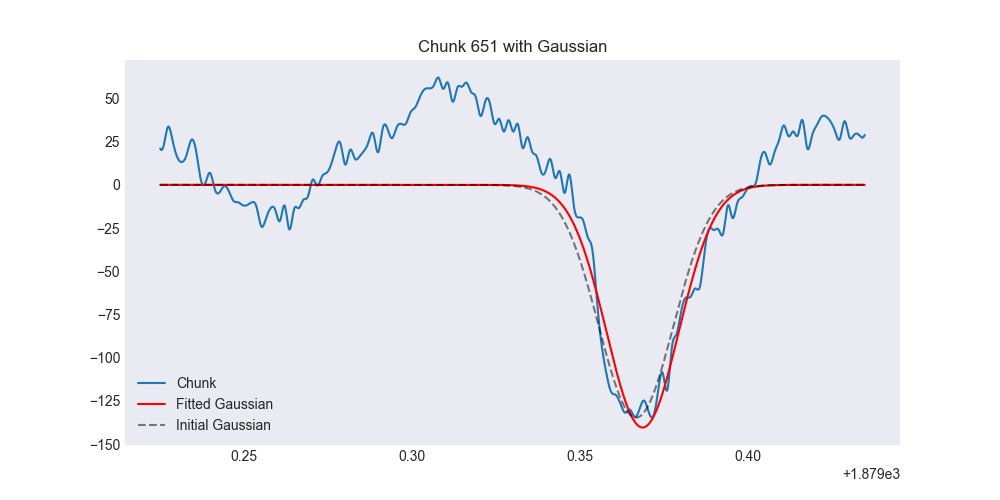 Chunk 651 with Gaussian
50
25
0
−25
−50
−75
−100
−125
−150
Chunk
Fitted Gaussian
Initial Gaussian
0.25 0.30 0.35 0.40
+1.879e3